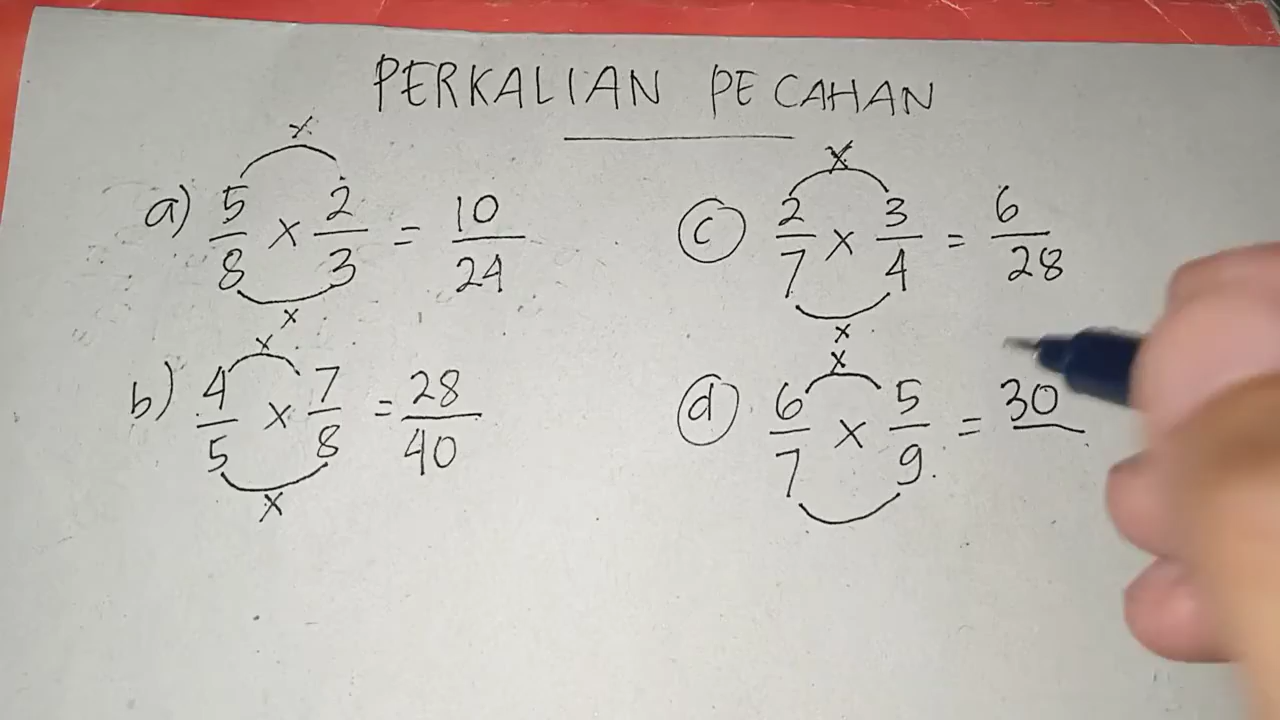 PERKALIAN PECAHAN
a) 5/8 × 2/3 = 10/24
b) 4/5 × 7/8 = 28/40
c) 2/7 × 3/4 = 6/28
d) 6/7 × 5/9 = 30/